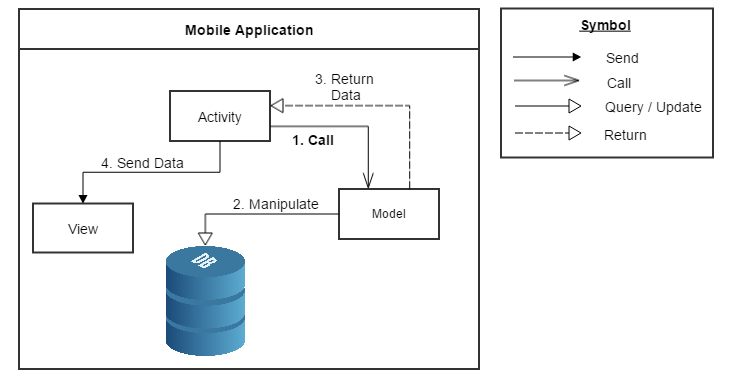 Mobile Application
3. Return
Data
Activity
1. Call
4. Send Data
2. Manipulate
Model
View
DB
Symbol
Send
Call
Query / Update
Return